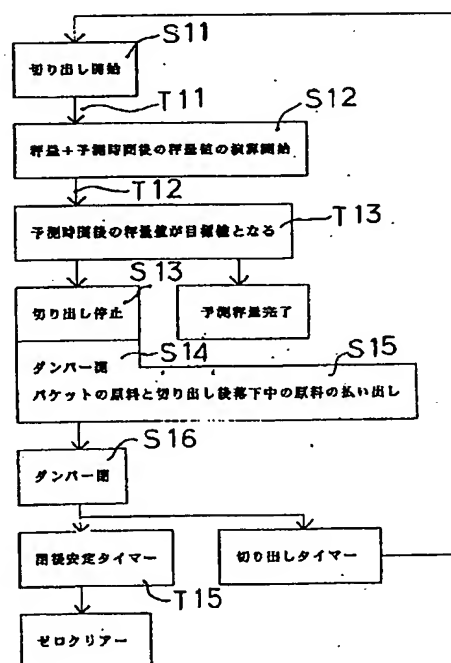 S11
切り出し開始
T11
S12
秤量+予測時間後の秤量値の演算開始
T12
T13
予測時間後の秤量値が目標値となる
S13
切り出し停止
予測秤量完了
S14
S15
ダンパー開
バケットの原料と切り出し後落下中の原料の払い出し
S16
ダンパー閉
閉後安定タイマー
切り出しタイマー
T15
ゼロクリアー